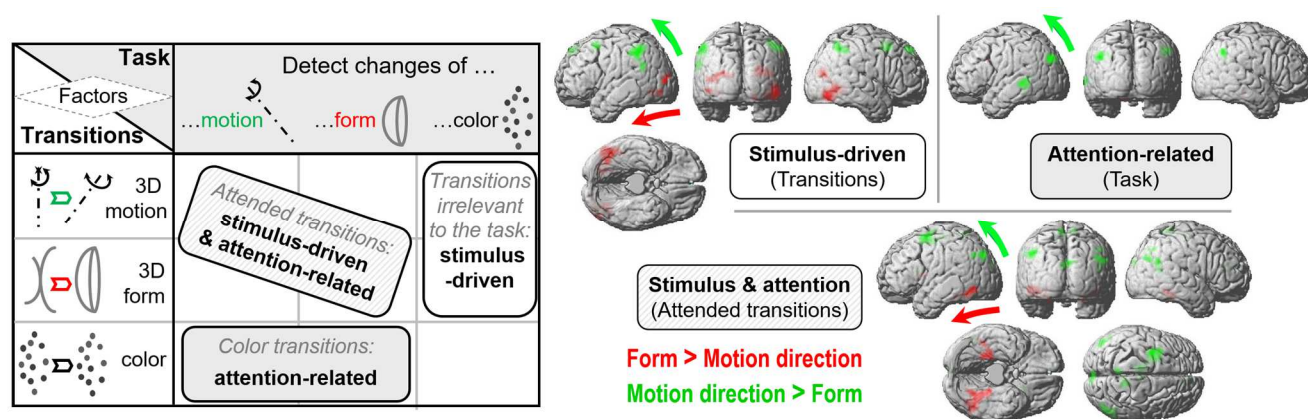 Task
Factors
Transitions
Detect changes of ...
...motion
...form
...color
3D
motion
3D
form
color
Attended transitions:
stimulus-driven
& attention-related
Transitions
irrelevant
to the task:
stimulus
-driven
Color transitions:
attention-related
Stimulus-driven
(Transitions)
Attention-related
(Task)
Stimulus & attention
(Attended transitions)
Form > Motion direction
Motion direction > Form